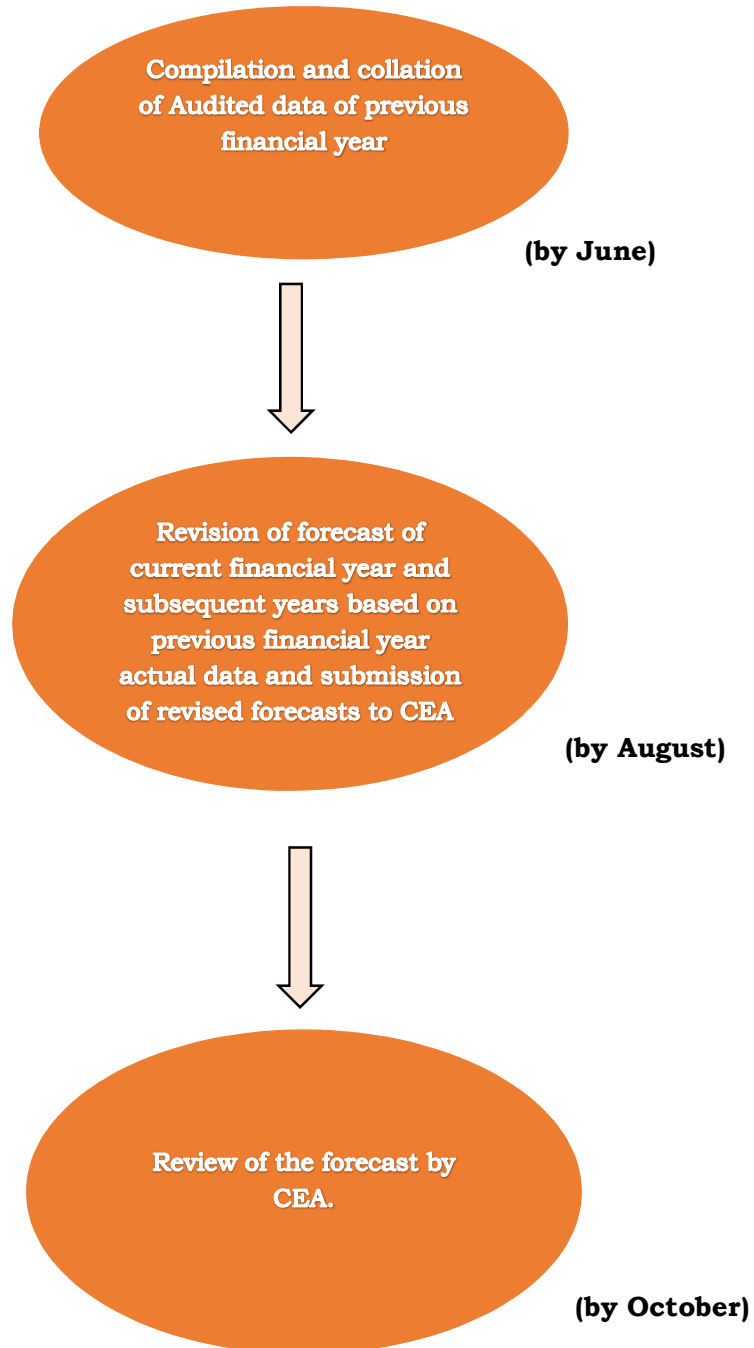 Compilation and collation
of Audited data of previous
financial year
(by June)
Revision of forecast of
current financial year and
subsequent years based on
previous financial year
actual data and submission
of revised forecasts to CEA
(by August)
Review of the forecast by
CEA.
(by October)